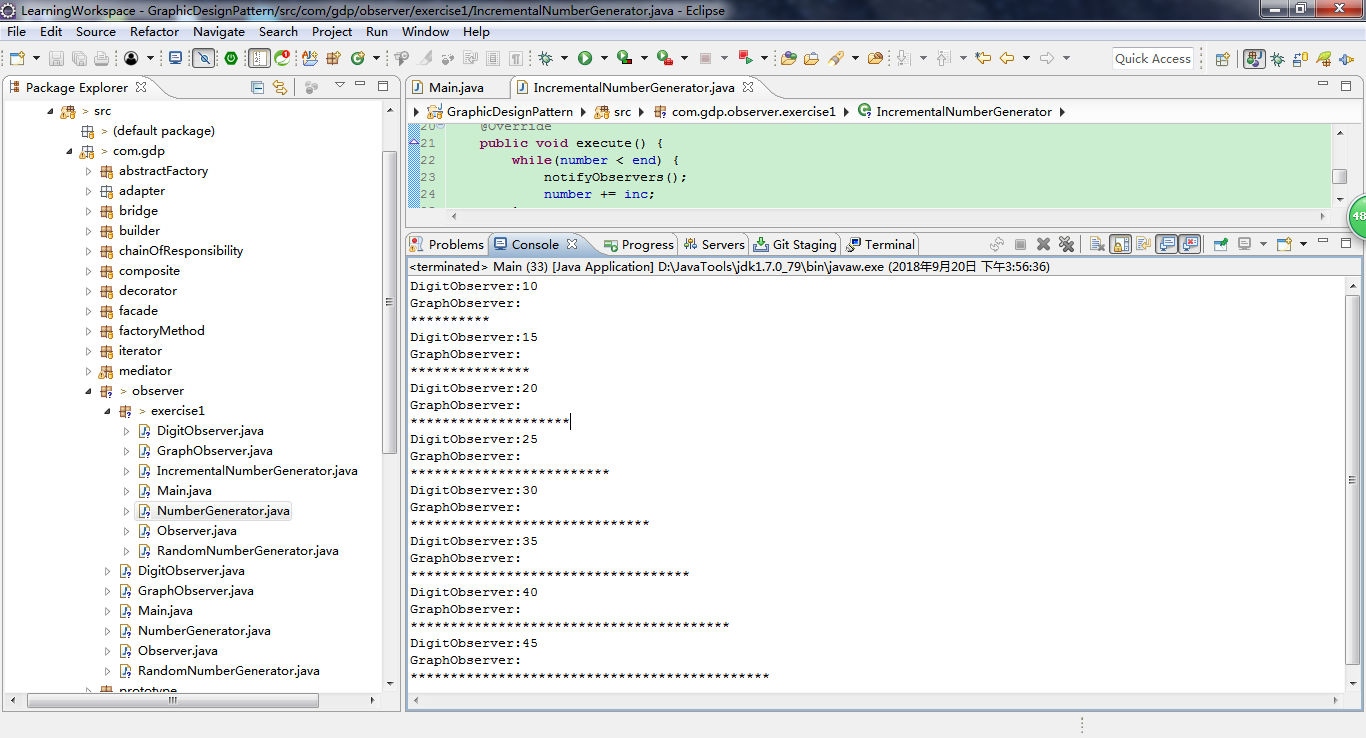 LearningWorkspace - GraphicDesignPattern/src/com/gdp/observer/exercise1/IncrementalNumberGenerator.java - Eclipse
File Edit Source Refactor Navigate Search Project Run Window Help
Quick Access
Package Explorer
> src
> (default package)
> com.gdp
abstractFactory
adapter
bridge
builder
chainOfResponsibility
composite
decorator
facade
factoryMethod
iterator
mediator
> observer
> exercise1
DigitObserver.java
GraphObserver.java
IncrementalNumberGenerator.java
Main.java
NumberGenerator.java
Observer.java
RandomNumberGenerator.java
DigitObserver.java
GraphObserver.java
Main.java
NumberGenerator.java
Observer.java
RandomNumberGenerator.java
prototype
Main.java IncrementalNumberGenerator.java
GraphicDesignPattern src com.gdp.observer.exercise1 IncrementalNumberGenerator
20 @Override
21 public void execute() {
22 while(number < end) {
23 notifyObservers();
24 number += inc;
48
Problems Console Progress Servers Git Staging Terminal
<terminated> Main (33) [Java Application] D:\JavaTools\jdk1.7.0_79\bin\javaw.exe (2018年9月20日 下午3:56:36)
DigitObserver:10
GraphObserver:
**********
DigitObserver:15
GraphObserver:
***************
DigitObserver:20
GraphObserver:
********************
DigitObserver:25
GraphObserver:
*************************
DigitObserver:30
GraphObserver:
******************************
DigitObserver:35
GraphObserver:
***********************************
DigitObserver:40
GraphObserver:
****************************************
DigitObserver:45
GraphObserver:
*********************************************